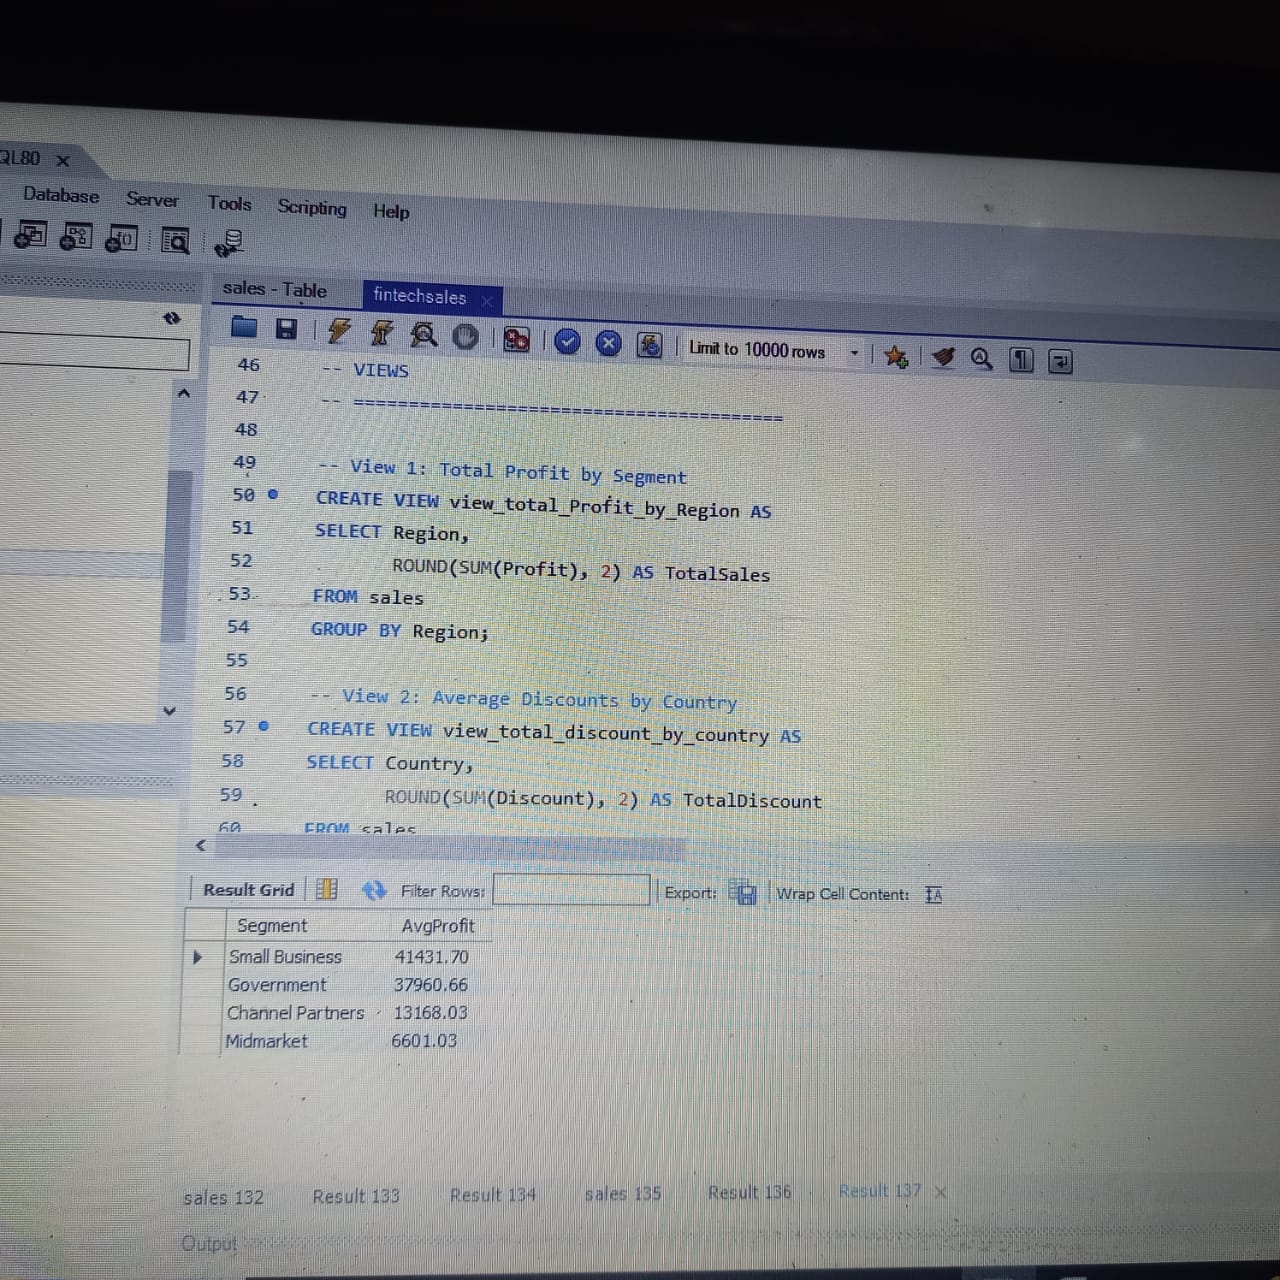 QL80 ×
Database Server Tools Scripting Help
sales - Table fintechsales
Limit to 10000 rows
46 -- VIEWS
47 -- =======================================
48
49 -- View 1: Total Profit by Segment
50 CREATE VIEW view_total_Profit_by_Region AS
51 SELECT Region,
52 ROUND(SUM(Profit), 2) AS TotalSales
53 FROM sales
54 GROUP BY Region;
55
56 -- View 2: Average Discounts by Country
57 CREATE VIEW view_total_discount_by_country AS
58 SELECT Country,
59 ROUND(SUM(Discount), 2) AS TotalDiscount
60 FROM sales
Result Grid Filter Rows: Export: Wrap Cell Content:
Segment AvgProfit
Small Business 41431.70
Government 37960.66
Channel Partners 13168.03
Midmarket 6601.03
sales 132 Result 133 Result 134 sales 135 Result 136 Result 137 ×
Output